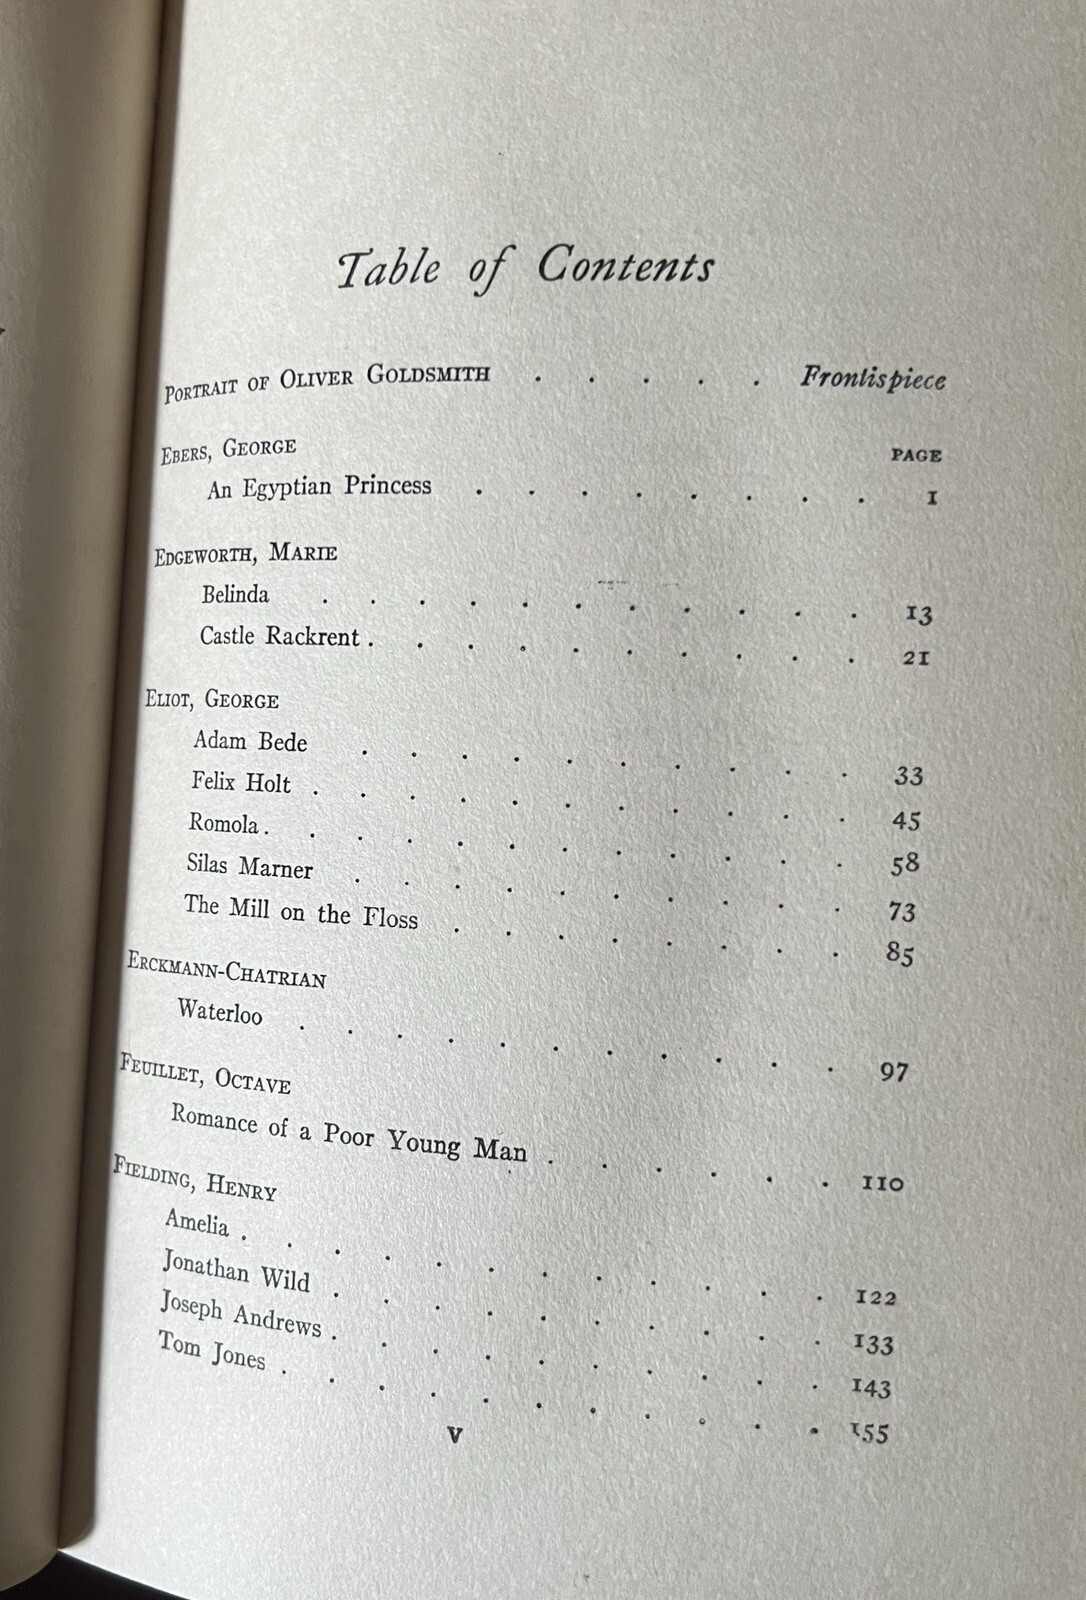 Table of Contents
PORTRAIT OF OLIVER GOLDSMITH . . . . . Frontispiece
EBERS, GEORGE PAGE
An Egyptian Princess . . . . . . . . 1
EDGEWORTH, MARIE
Belinda . . . . . . . . . . . 13
Castle Rackrent . . . . . . . . . . 21
ELIOT, GEORGE
Adam Bede . . . . . . . . . . 33
Felix Holt . . . . . . . . . . . 45
Romola . . . . . . . . . . . . 58
Silas Marner . . . . . . . . . . 73
The Mill on the Floss . . . . . . . . 85
ERCKMANN-CHATRIAN
Waterloo . . . . . . . . . . . 97
FEUILLET, OCTAVE
Romance of a Poor Young Man . . . . . . 110
FIELDING, HENRY
Amelia . . . . . . . . . . . . 122
Jonathan Wild . . . . . . . . . . 133
Joseph Andrews . . . . . . . . . . 143
Tom Jones . . . . . . . . . . . 155
v